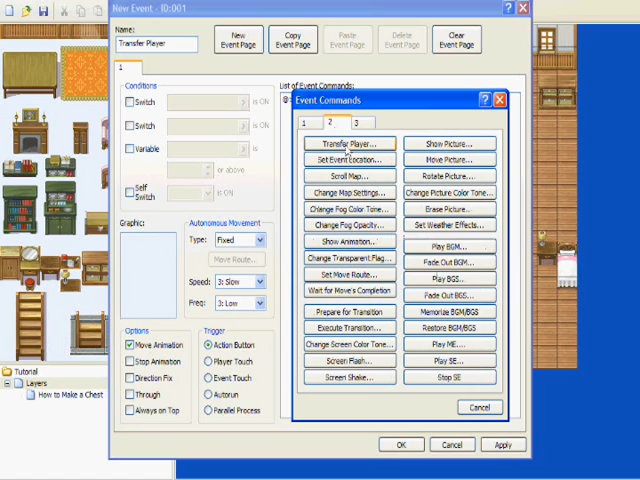 New Event - ID:001
Name:
Transfer Player
New
Event Page
Copy
Event Page
Paste
Event Page
Delete
Event Page
Clear
Event Page
1
Conditions
Switch
is ON
Switch
is ON
Variable
is
or above
Self
Switch
is ON
Graphic:
Autonomous Movement
Type:
Fixed
Move Route...
Speed:
3: Slow
Freq:
3: Low
Options
Move Animation
Stop Animation
Direction Fix
Through
Always on Top
Trigger
Action Button
Player Touch
Event Touch
Autorun
Parallel Process
List of Event Commands:
Event Commands
1
2
3
Transfer Player...
Set Event Location...
Scroll Map...
Change Map Settings...
Change Fog Color Tone...
Change Fog Opacity...
Show Animation...
Change Transparent Flag...
Set Move Route...
Wait for Move's Completion
Prepare for Transition
Execute Transition...
Change Screen Color Tone...
Screen Flash...
Screen Shake...
Show Picture...
Move Picture...
Rotate Picture...
Change Picture Color Tone...
Erase Picture...
Set Weather Effects...
Play BGM...
Fade Out BGM...
Play BGS...
Fade Out BGS...
Memorize BGM/BGS
Restore BGM/BGS
Play ME...
Play SE...
Stop SE
Cancel
OK
Cancel
Apply
Tutorial
Layers
How to Make a Chest